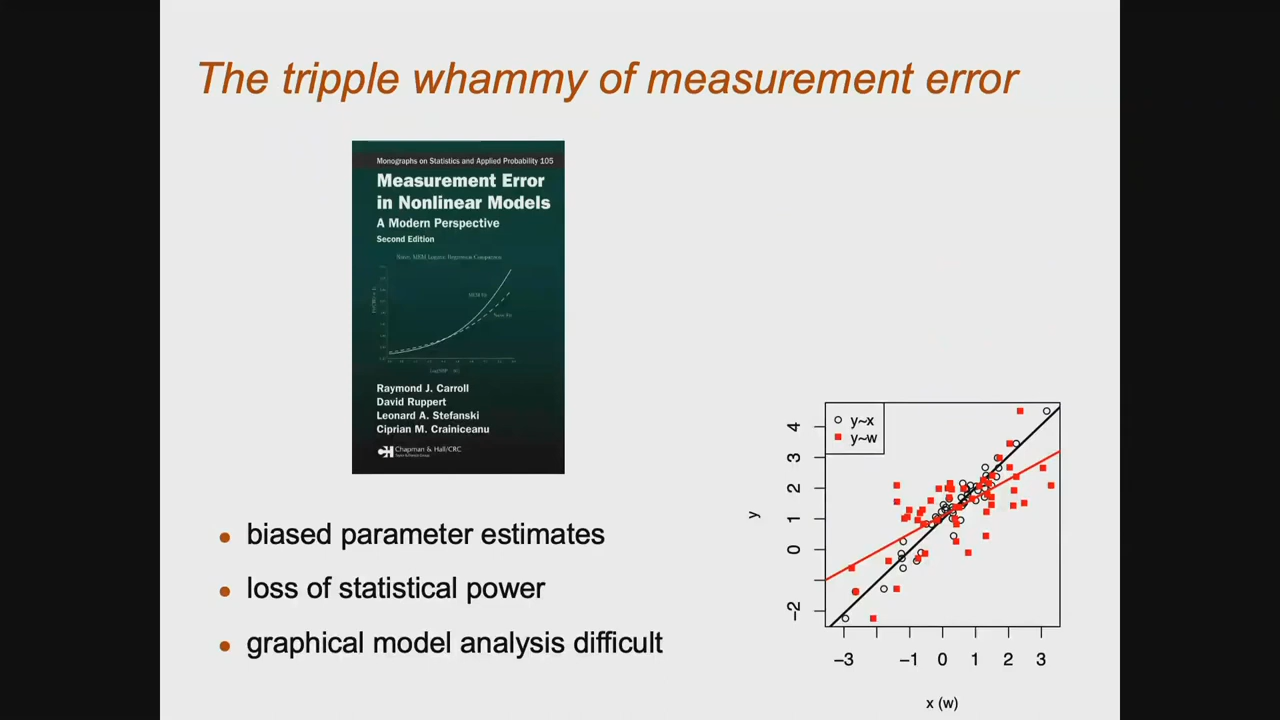 The tripple whammy of measurement error
Monographs on Statistics and Applied Probability 105
Measurement Error
in Nonlinear Models
A Modern Perspective
Second Edition
Raymond J. Carroll
David Ruppert
Leonard A. Stefanski
Ciprian M. Crainiceanu
Chapman & Hall/CRC
biased parameter estimates
loss of statistical power
graphical model analysis difficult
y~x
y~w
4
3
2
1
0
−2
y
−3 −1 0 1 2 3
x (w)